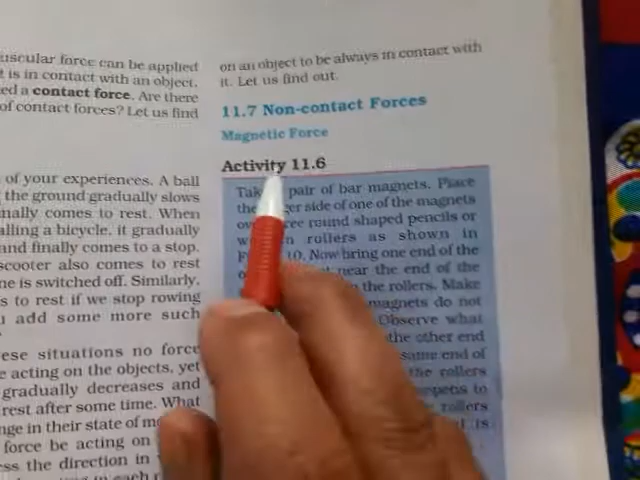 uscular force can be applied
t is in contact with an object.
ed a contact force. Are there
of contact forces? Let us find
of your experiences. A ball
the ground gradually slows
nally comes to rest. When
alling a bicycle, it gradually
and finally comes to a stop.
scooter also comes to rest
ne is switched off. Similarly,
s to rest if we stop rowing
u add some more such
ese situations no force
e acting on the objects, yet
gradually decreases and
rest after some time. What
nge in their state of m
force be acting on
ss the direction in
on an object to be always in contact with
it. Let us find out.
11.7 Non-contact Forces
Magnetic Force
Activity 11.6
pair of bar magnets. Place
the ger side of one of the magnets
ree round shaped pencils or
n rollers as shown in
10. Now bring one end of the
near the end of the
the rollers. Make
magnets do not
Observe what
the other end
same end of
the rollers
ppens to
rollers
is